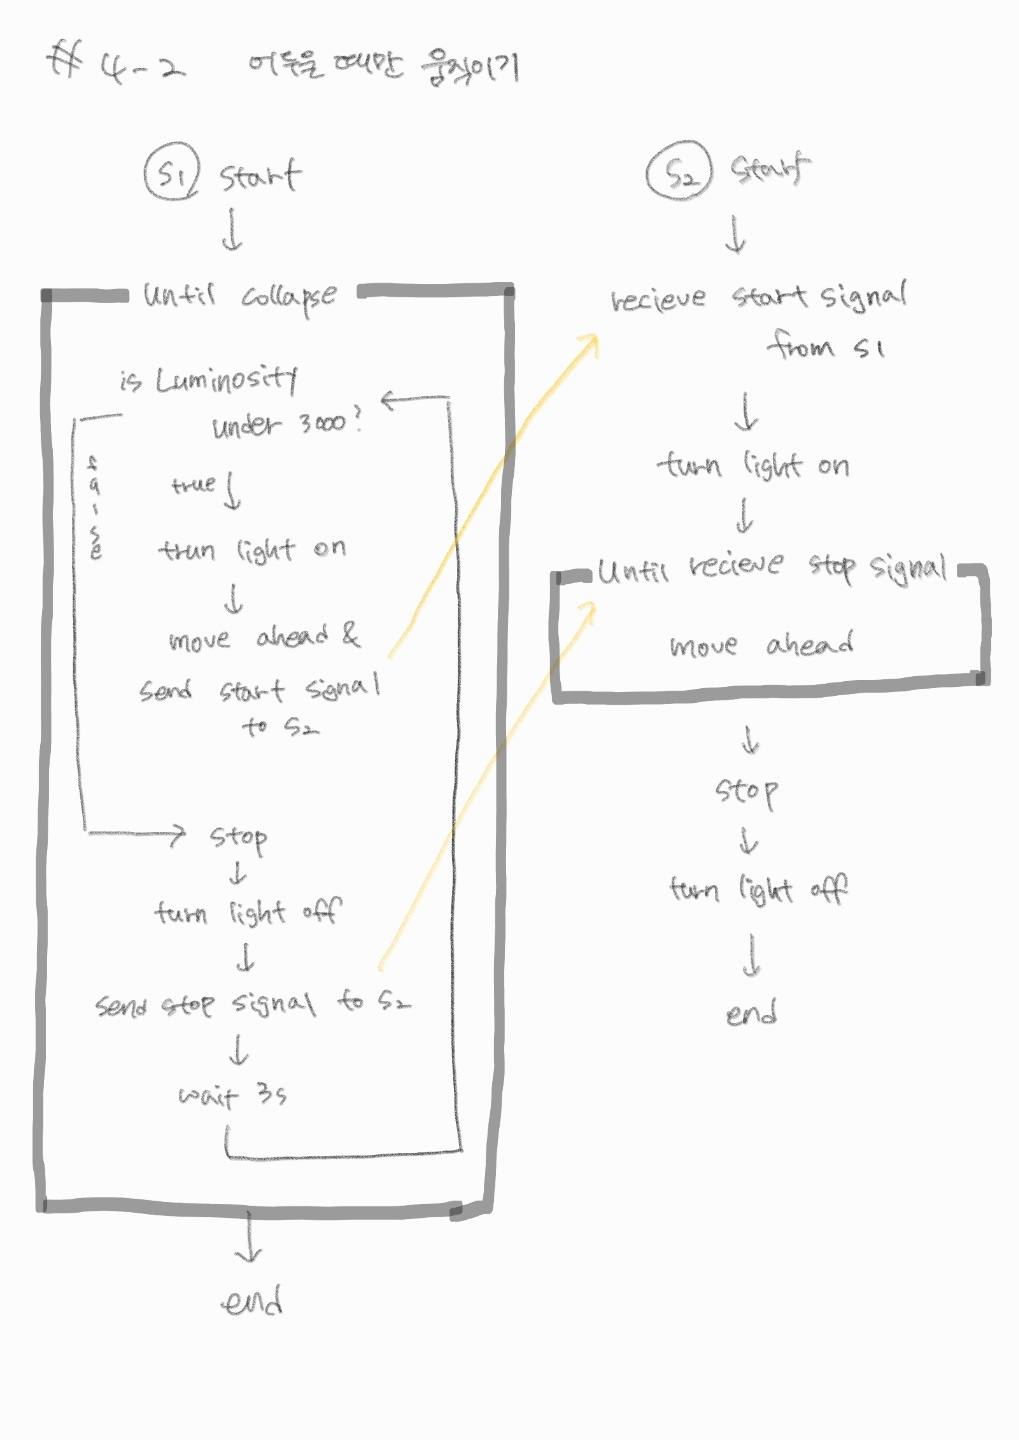 # 4-2 어두울 때만 움직이기
S1 start
until collapse
is Luminosity
under 3000?
false
true
trun light on
move ahead &
send start signal
to S2
stop
turn light off
send stop signal to S2
wait 3s
end
S2 start
recieve start signal
from S1
turn light on
Until recieve stop signal
move ahead
stop
turn light off
end